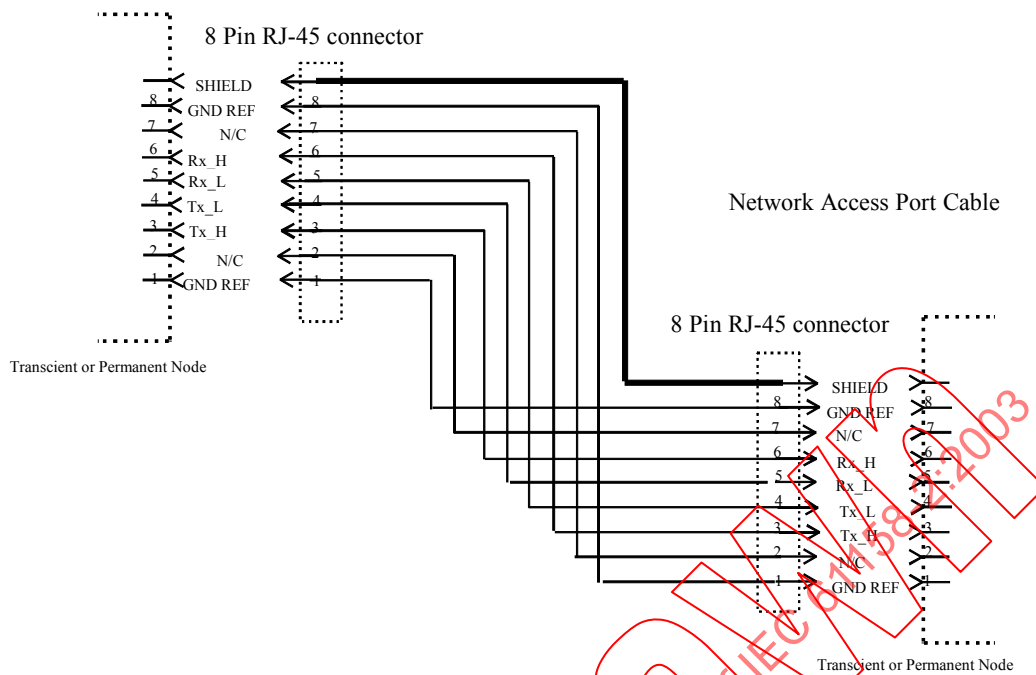 8 Pin RJ-45 connector
SHIELD
8 GND REF 8
7 N/C 7
6 Rx_H 6
5 Rx_L 5
4 Tx_L 4
3 Tx_H 3
2 N/C 2
1 GND REF 1
Transcient or Permanent Node
Network Access Port Cable
8 Pin RJ-45 connector
SHIELD
8 GND REF 8
7 N/C 7
6 Rx_H 6
5 Rx_L 5
4 Tx_L 4
3 Tx_H 3
2 N/C 2
1 GND REF 1
Transcient or Permanent Node
IEC 61158-2:2003